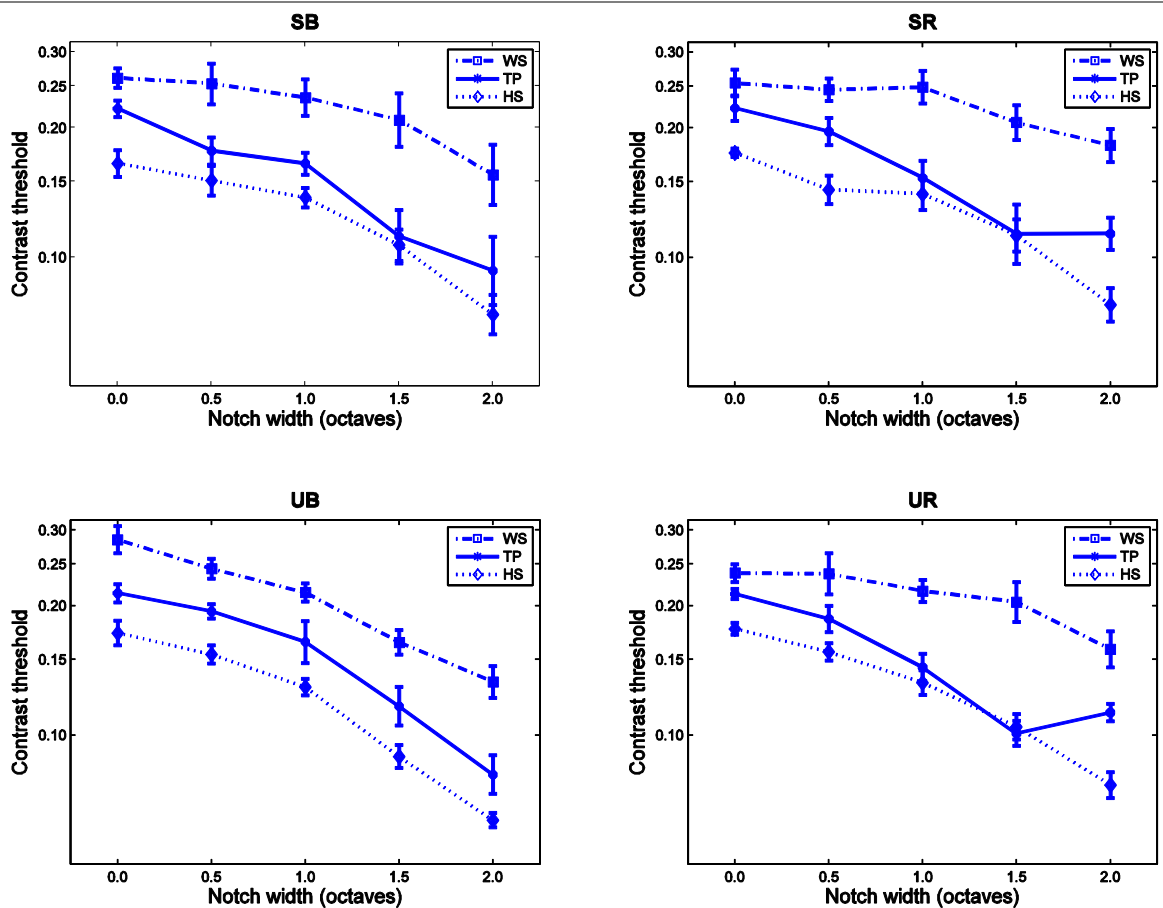 SB
0.30
0.25
0.20
0.15
0.10
Contrast threshold
WS
TP
HS
0.0 0.5 1.0 1.5 2.0
Notch width (octaves)
SR
0.30
0.25
0.20
0.15
0.10
Contrast threshold
WS
TP
HS
0.0 0.5 1.0 1.5 2.0
Notch width (octaves)
UB
0.30
0.25
0.20
0.15
0.10
Contrast threshold
WS
TP
HS
0.0 0.5 1.0 1.5 2.0
Notch width (octaves)
UR
0.30
0.25
0.20
0.15
0.10
Contrast threshold
WS
TP
HS
0.0 0.5 1.0 1.5 2.0
Notch width (octaves)